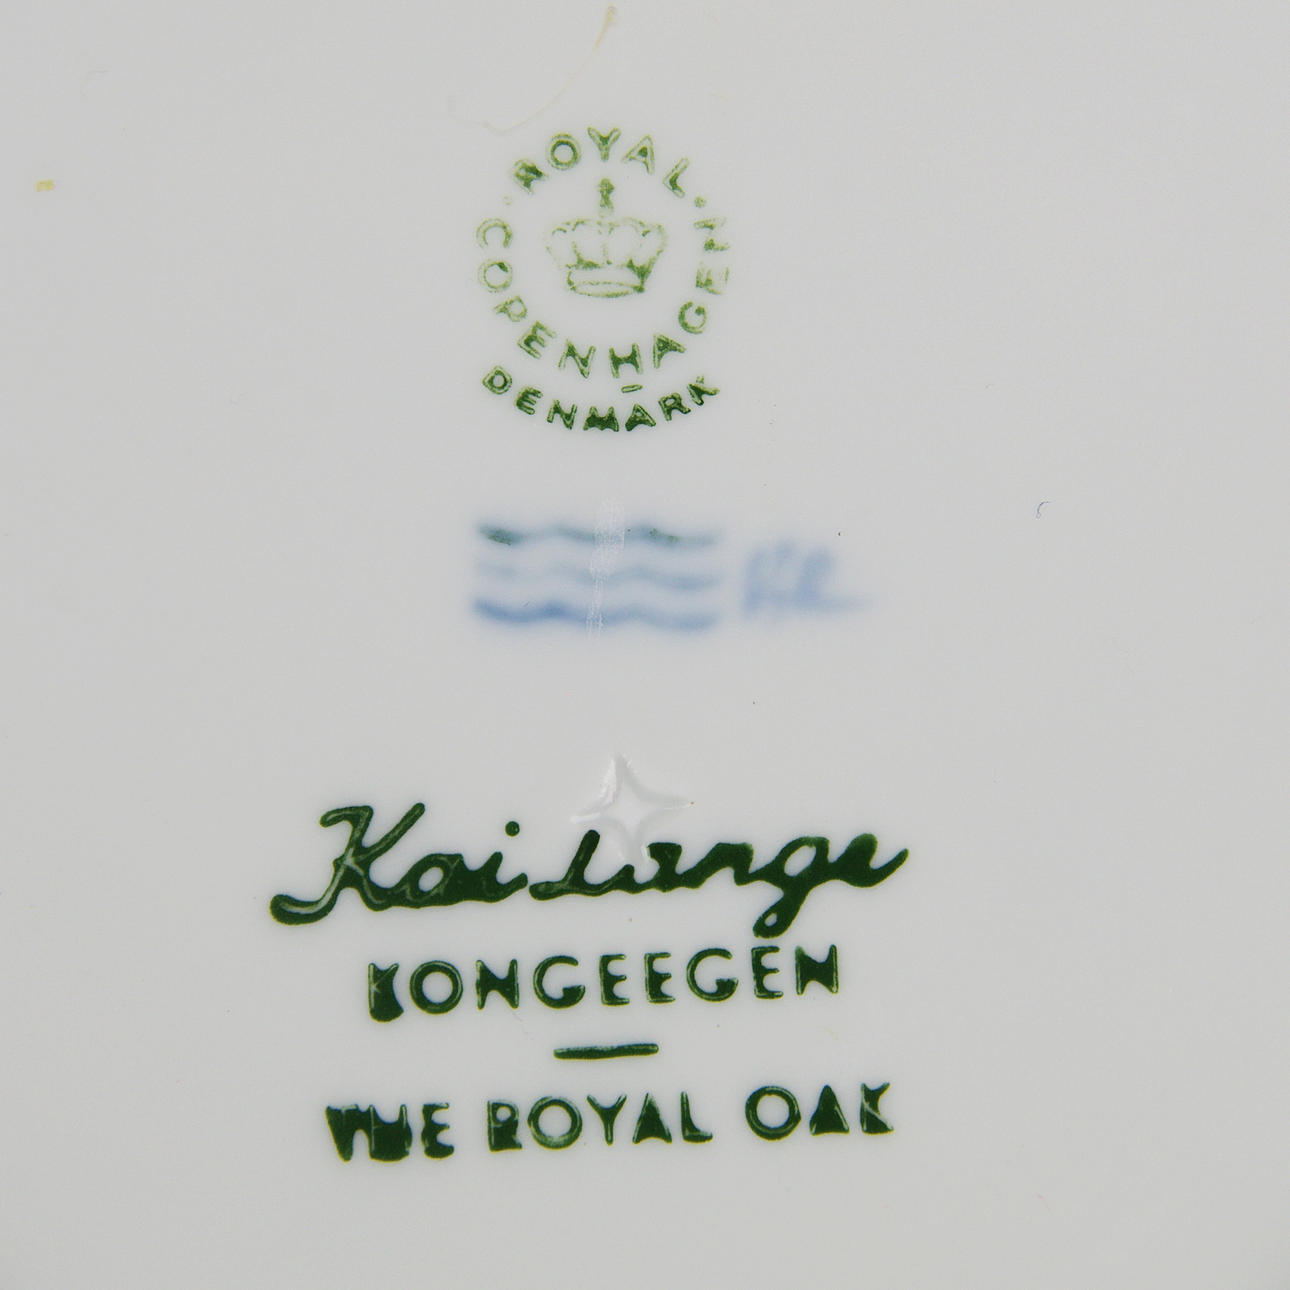 ROYAL
COPENHAGEN
DENMARK
Kai Lange
KONGEEGEN
THE ROYAL OAK